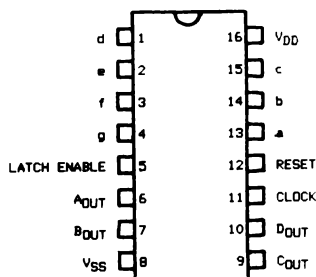 d 1 16 VDD
e 2 15 c
f 3 14 b
g 4 13 a
LATCH ENABLE 5 12 RESET
AOUT 6 11 CLOCK
BOUT 7 10 DOUT
VSS 8 9 COUT